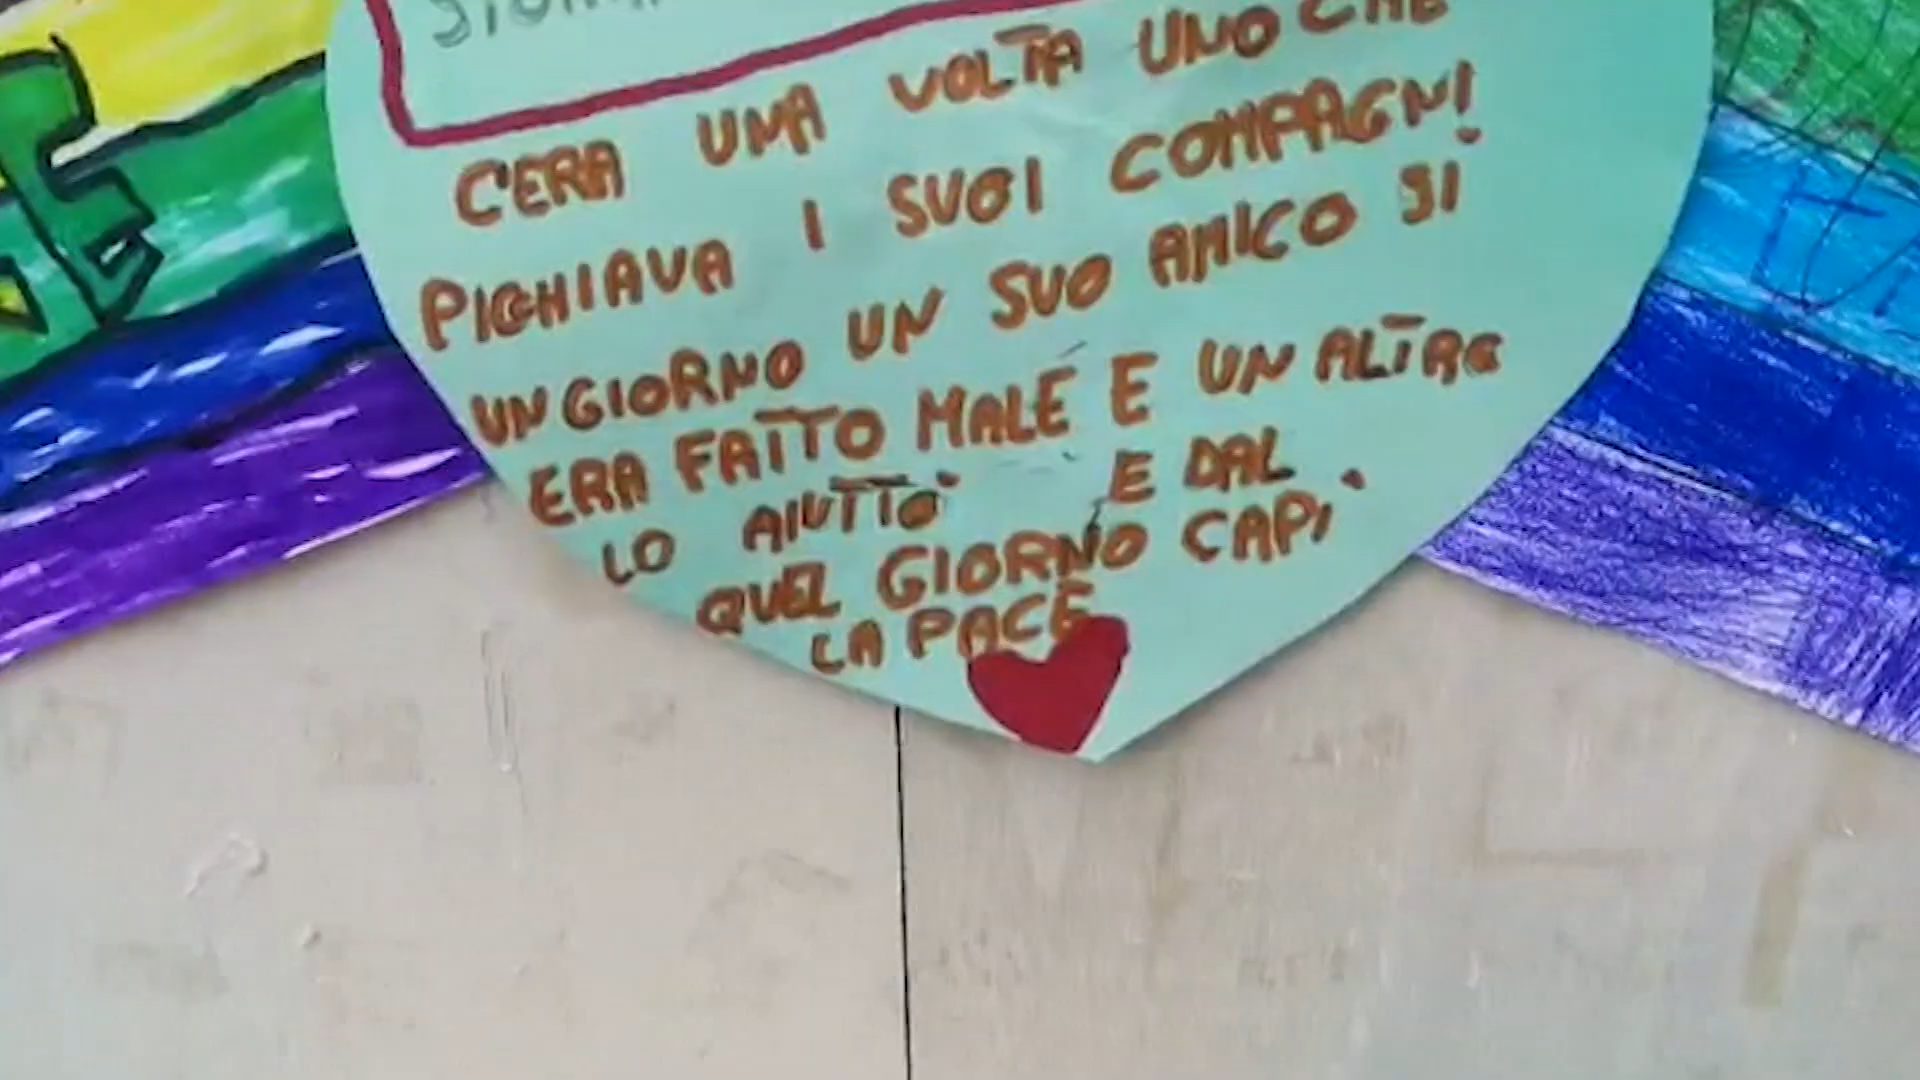 C'ERA UNA VOLTA UNO CHE
PIGHIAVA I SUOI COMPAGNI.
UN GIORNO UN SUO AMICO SI
ERA FATTO MALE E UN ALTRO
LO AIUTTÒ E DAL
QUEL GIORNO CAPÌ
LA PACE